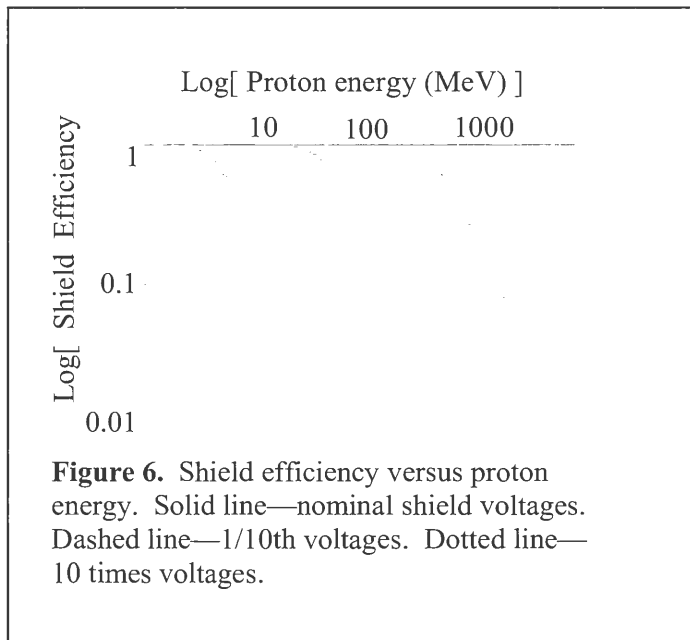 Log[ Proton energy (MeV) ]
10 100 1000
Log[ Shield Efficiency
1
0.1
0.01
Figure 6. Shield efficiency versus proton
energy. Solid line—nominal shield voltages.
Dashed line—1/10th voltages. Dotted line—
10 times voltages.